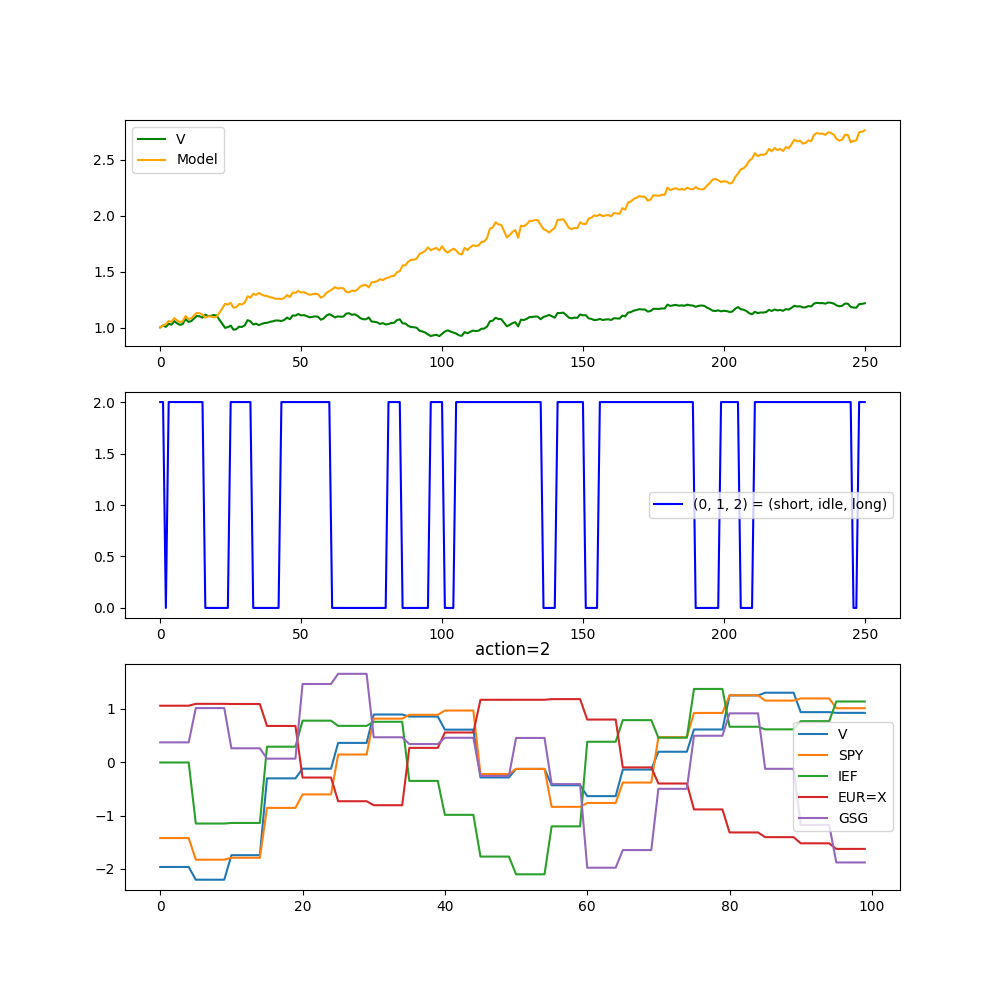 V
Model
2.5
2.0
1.5
1.0
0 50 100 150 200 250
2.0
1.5
1.0
0.5
0.0
(0, 1, 2) = (short, idle, long)
0 50 100 150 200 250
action=2
1
0
−1
−2
V
SPY
IEF
EUR=X
GSG
0 20 40 60 80 100